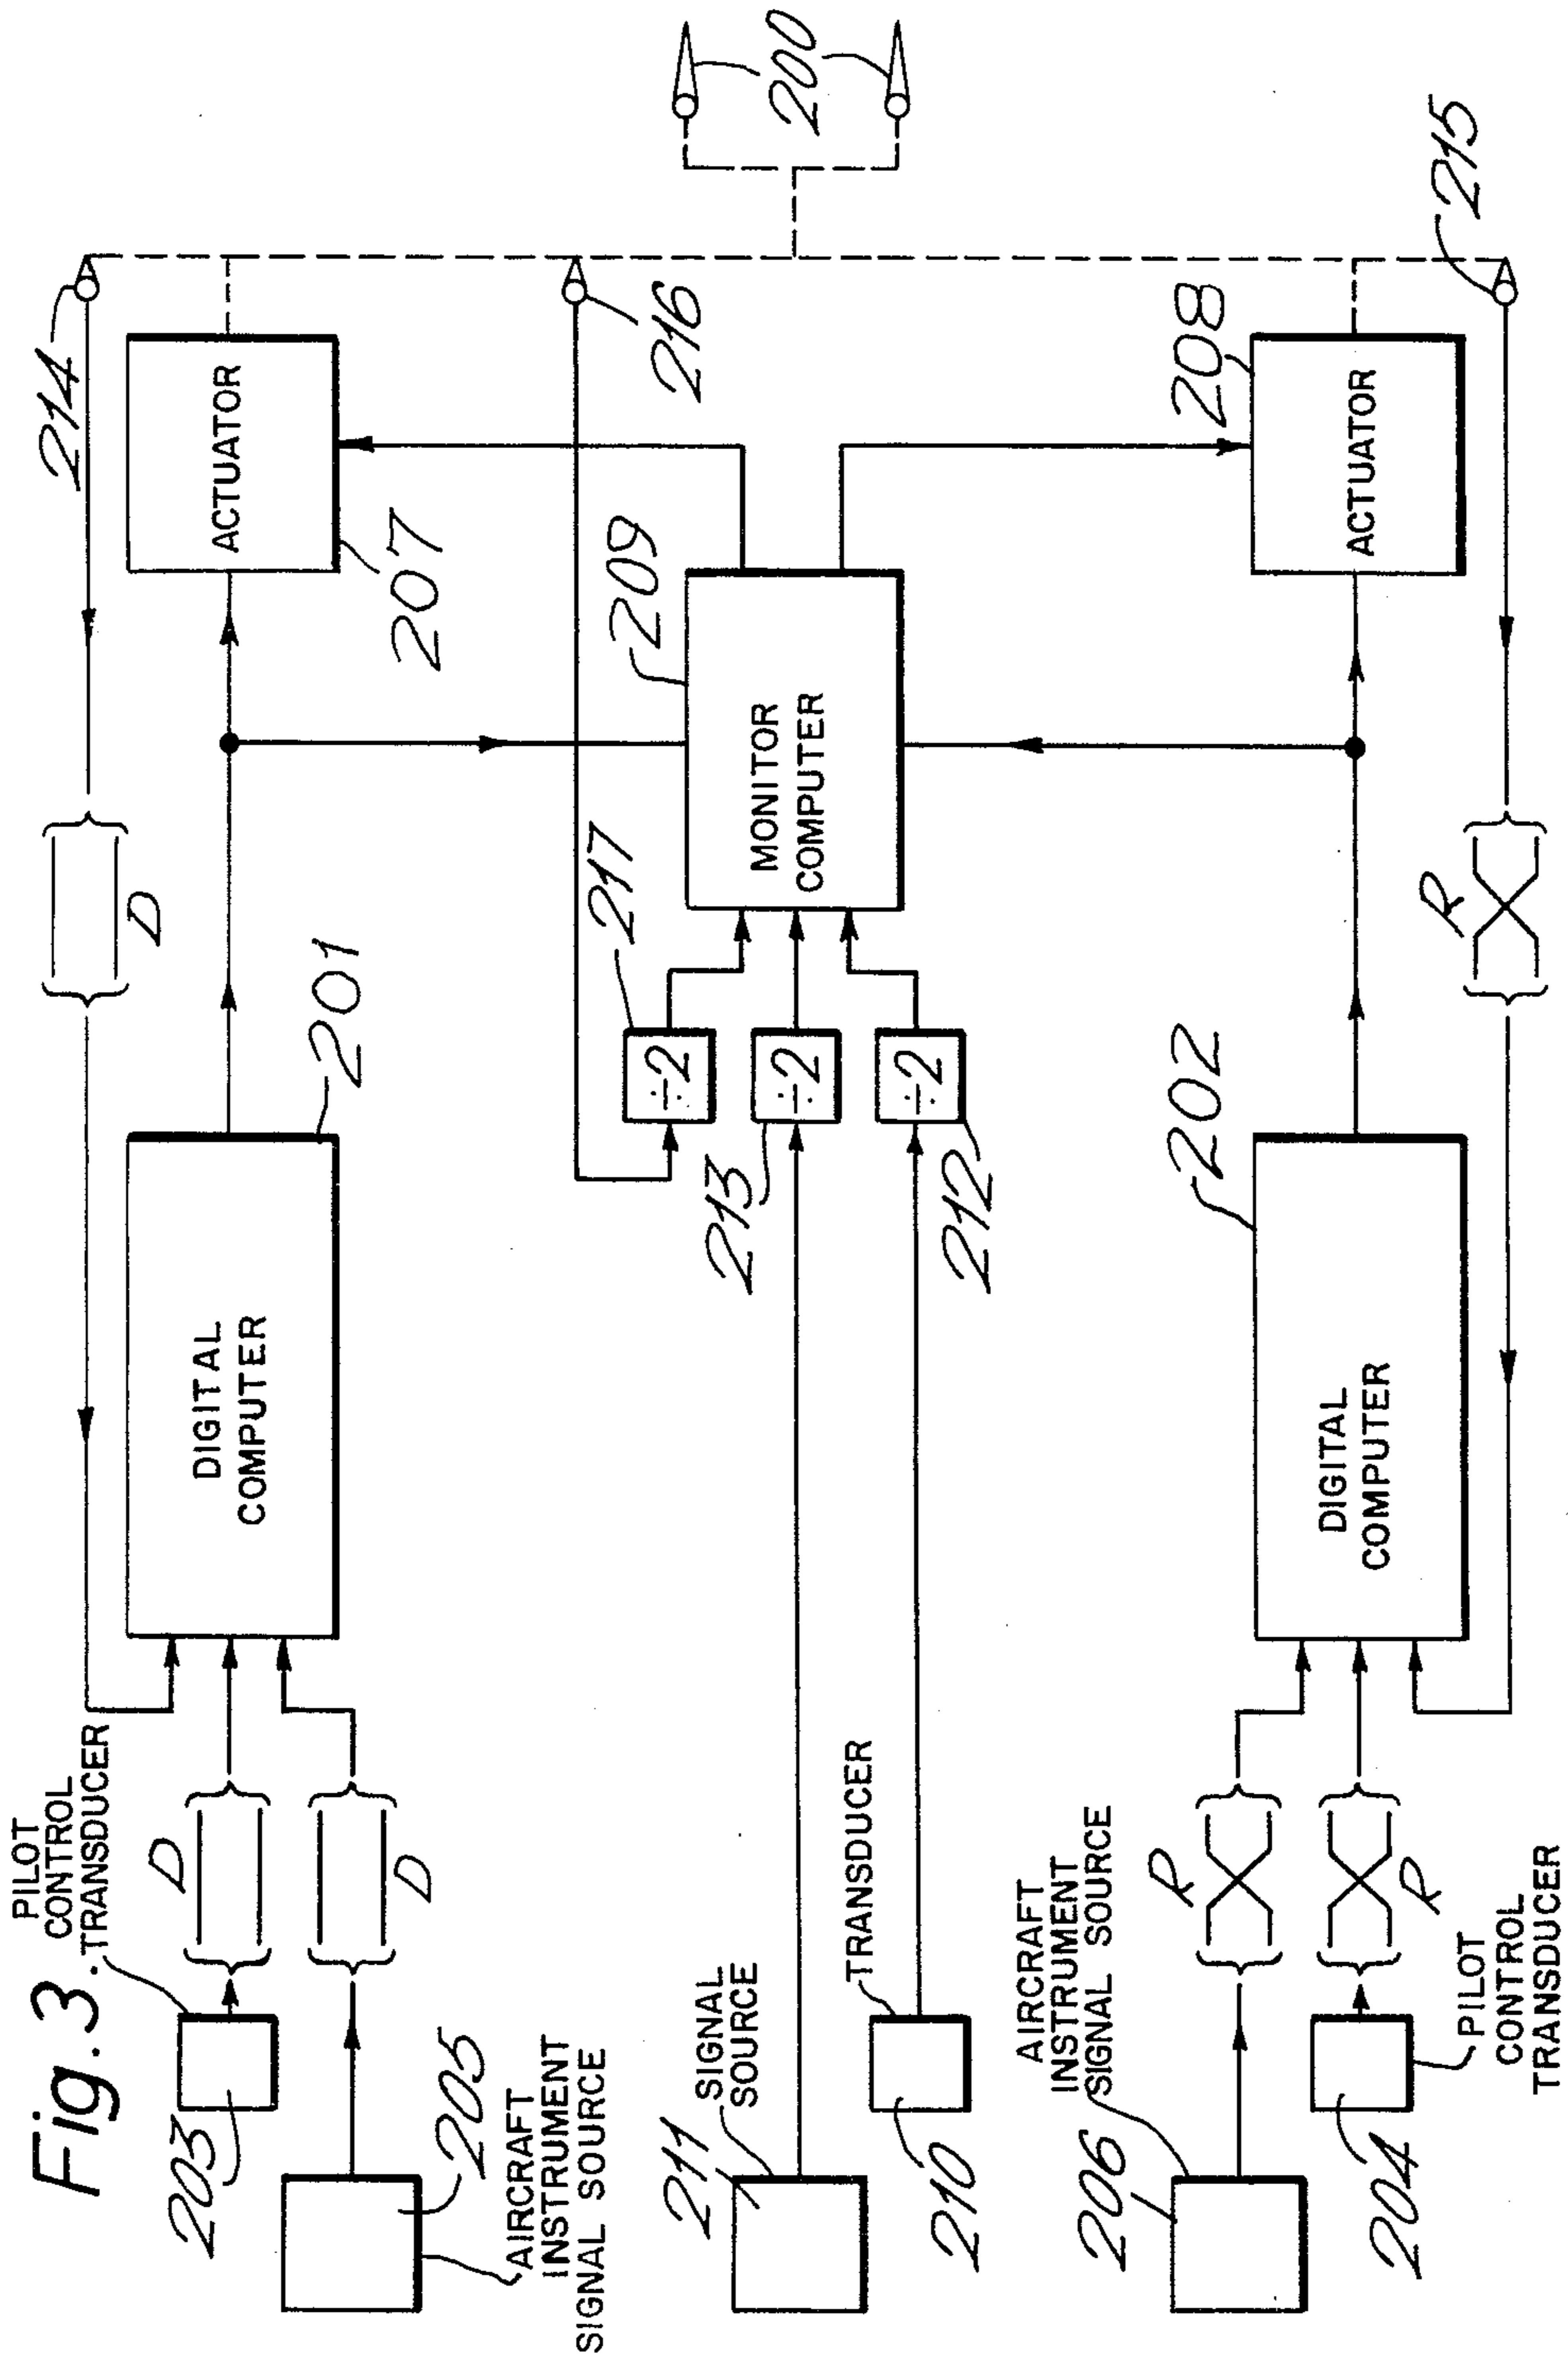 Fig. 3.
PILOT
CONTROL
TRANSDUCER
203
D
205
D
AIRCRAFT
INSTRUMENT
SIGNAL SOURCE
DIGITAL
COMPUTER
201
D
214
ACTUATOR
207
211
SIGNAL
SOURCE
210
TRANSDUCER
213
÷2
217
÷2
212
÷2
MONITOR
COMPUTER
209
216
200
206
AIRCRAFT
INSTRUMENT
SIGNAL SOURCE
R
204
R
PILOT
CONTROL
TRANSDUCER
DIGITAL
COMPUTER
202
R
ACTUATOR
208
215